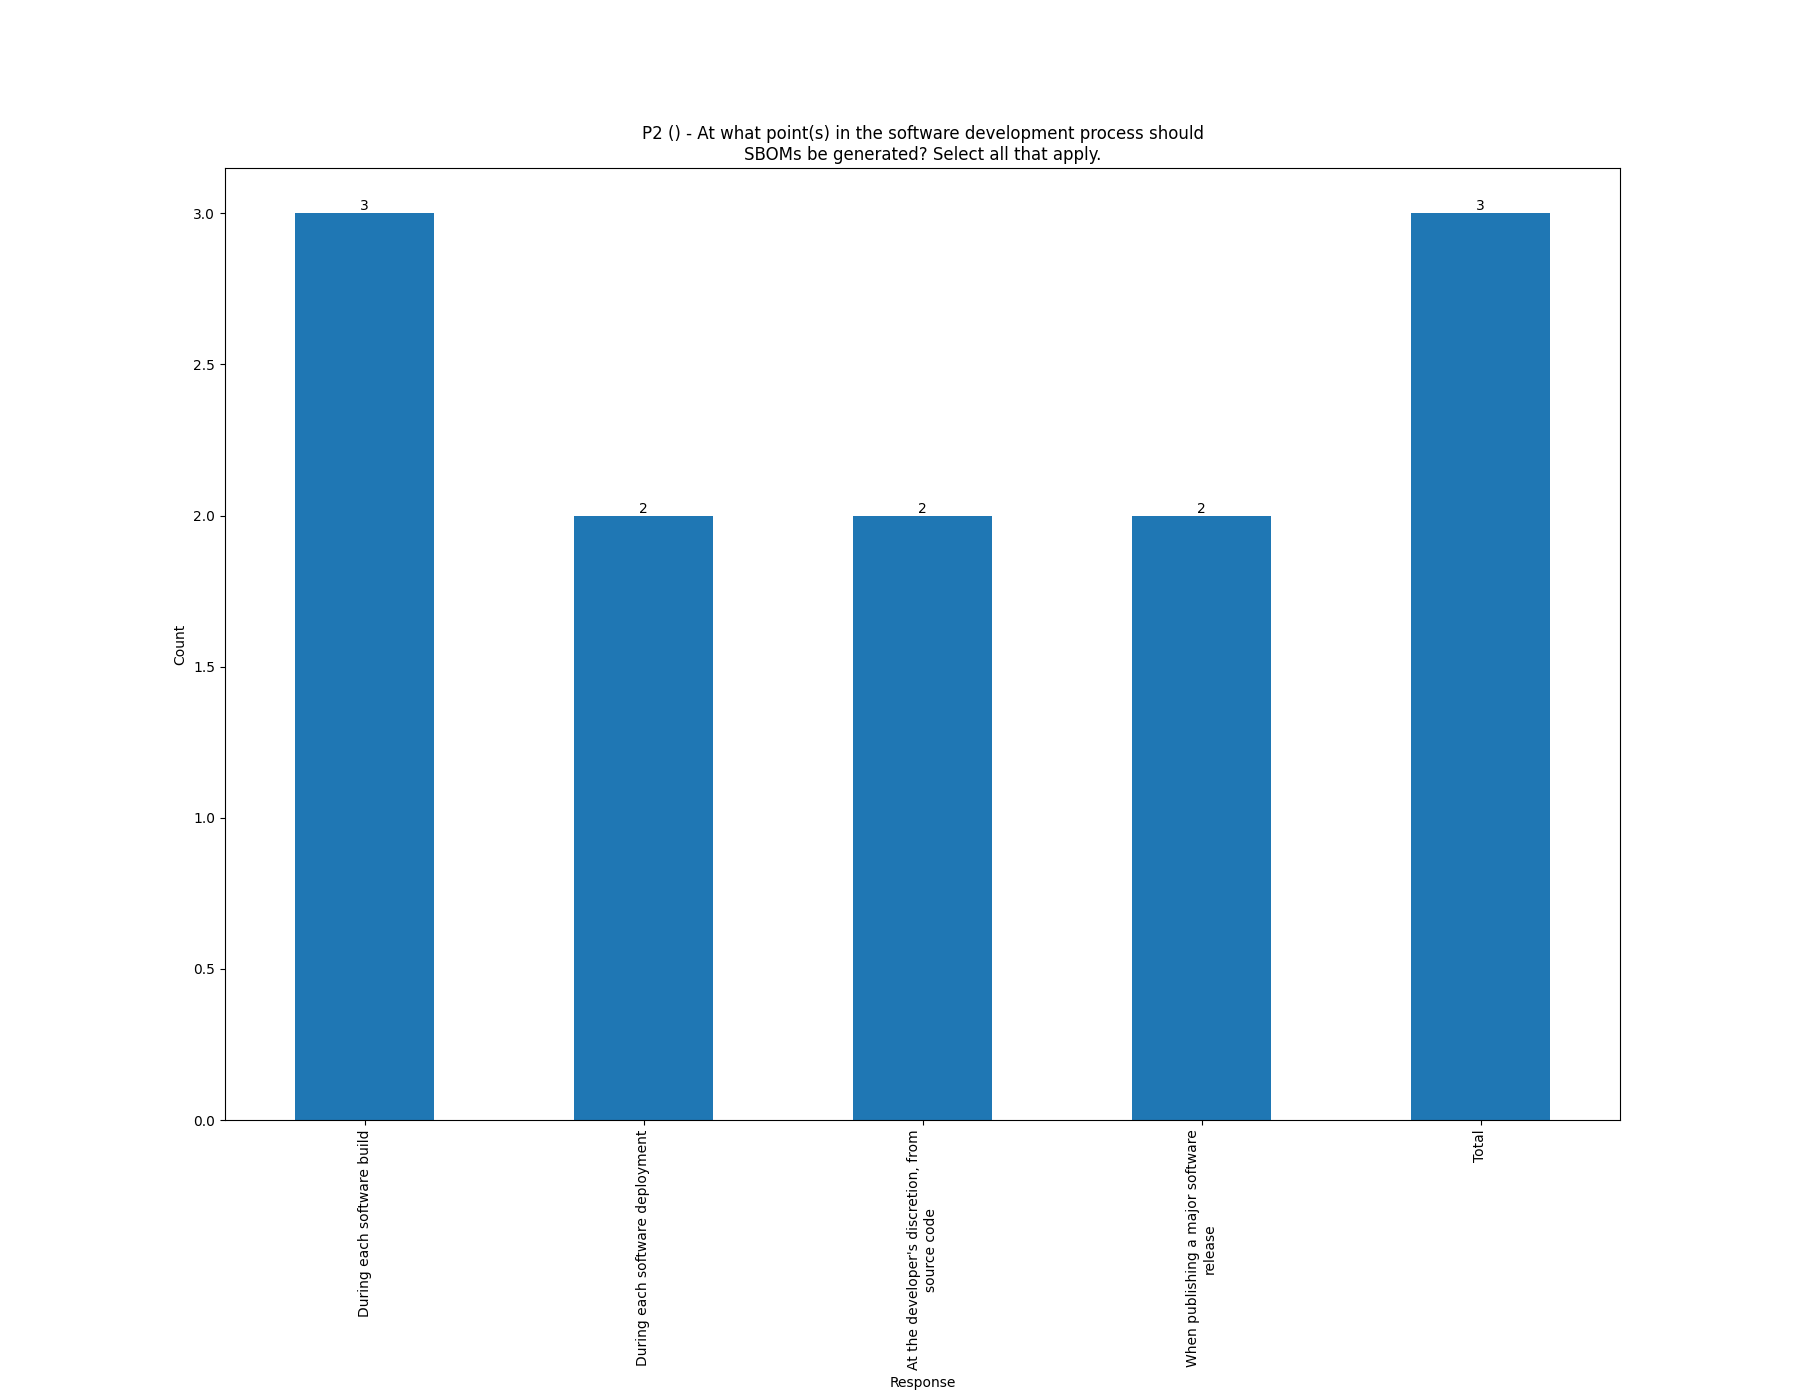 P2 () - At what point(s) in the software development process should
SBOMs be generated? Select all that apply.
3
3
3.0
2.5
2
2
2
2.0
Count
1.5
1.0
0.5
0.0
During each software build
During each software deployment
At the developer's discretion, from
source code
When publishing a major software
release
Total
Response